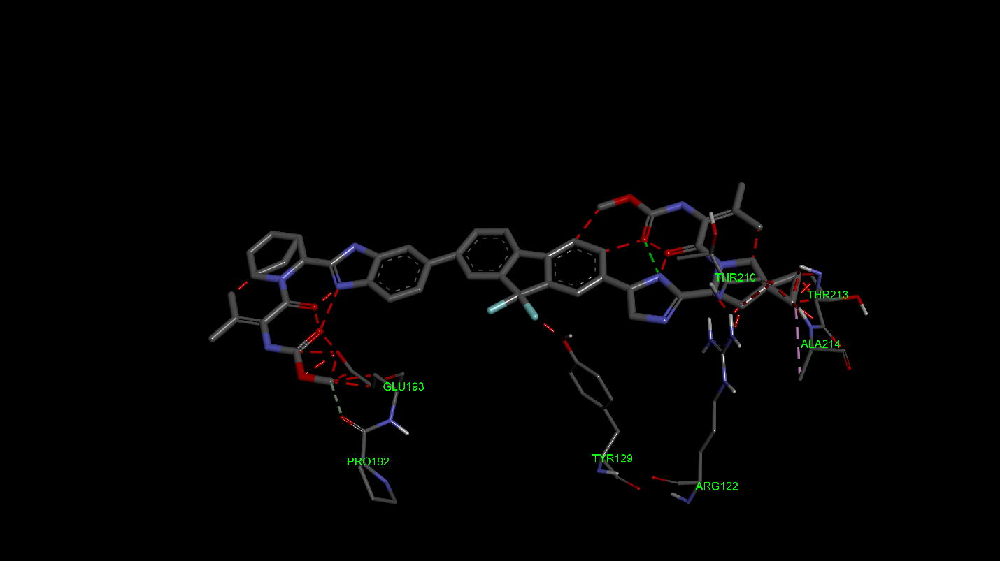 THR210
THR213
ALA214
GLU193
PRO192
TYR129
ARG122